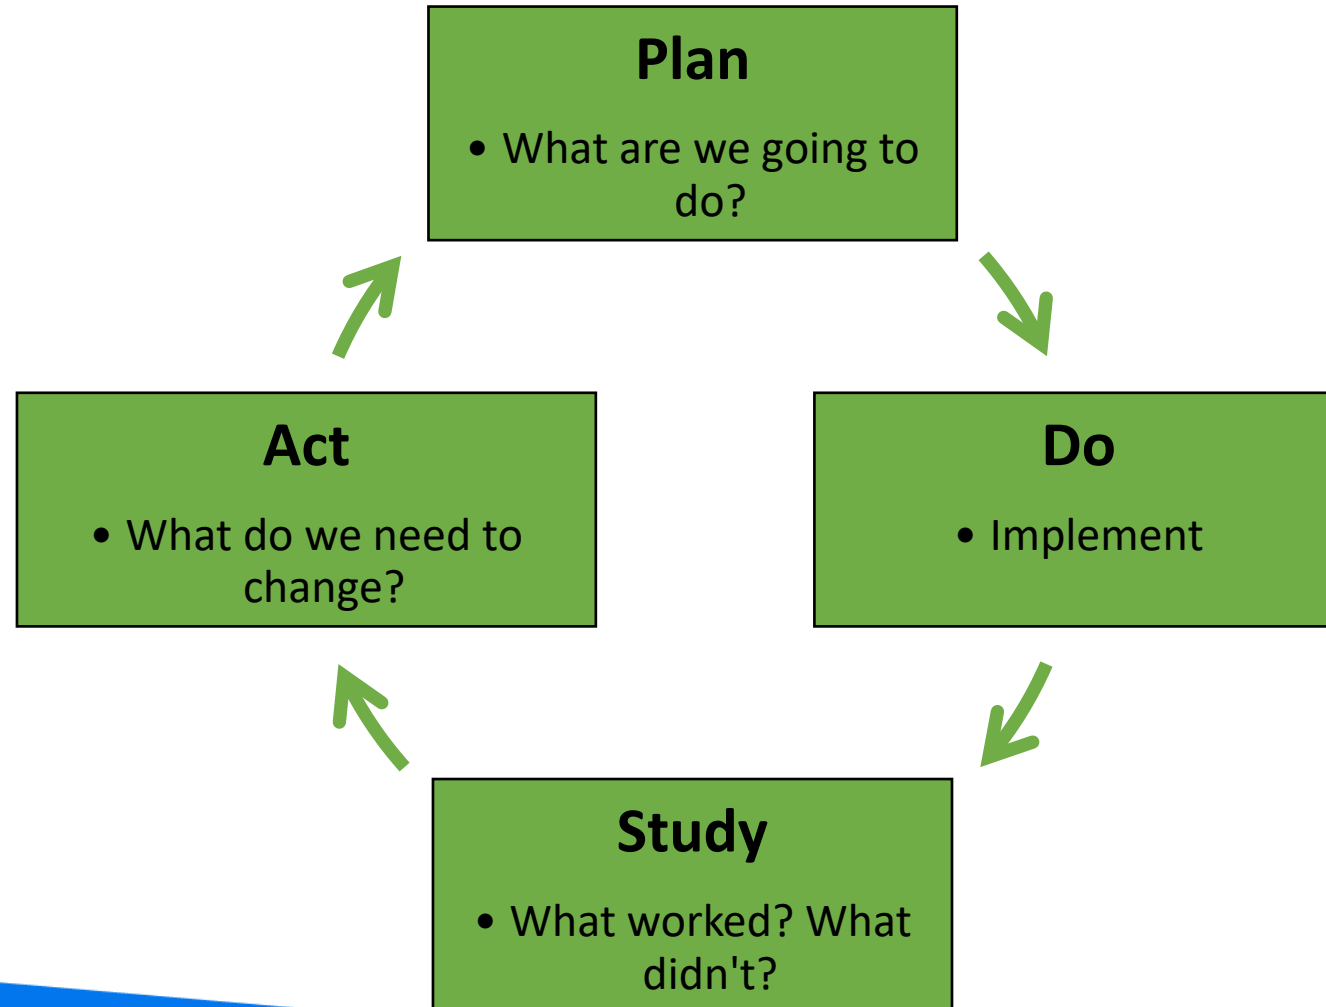 Plan
• What are we going to
do?
Act
• What do we need to
change?
Do
• Implement
Study
• What worked? What
didn't?